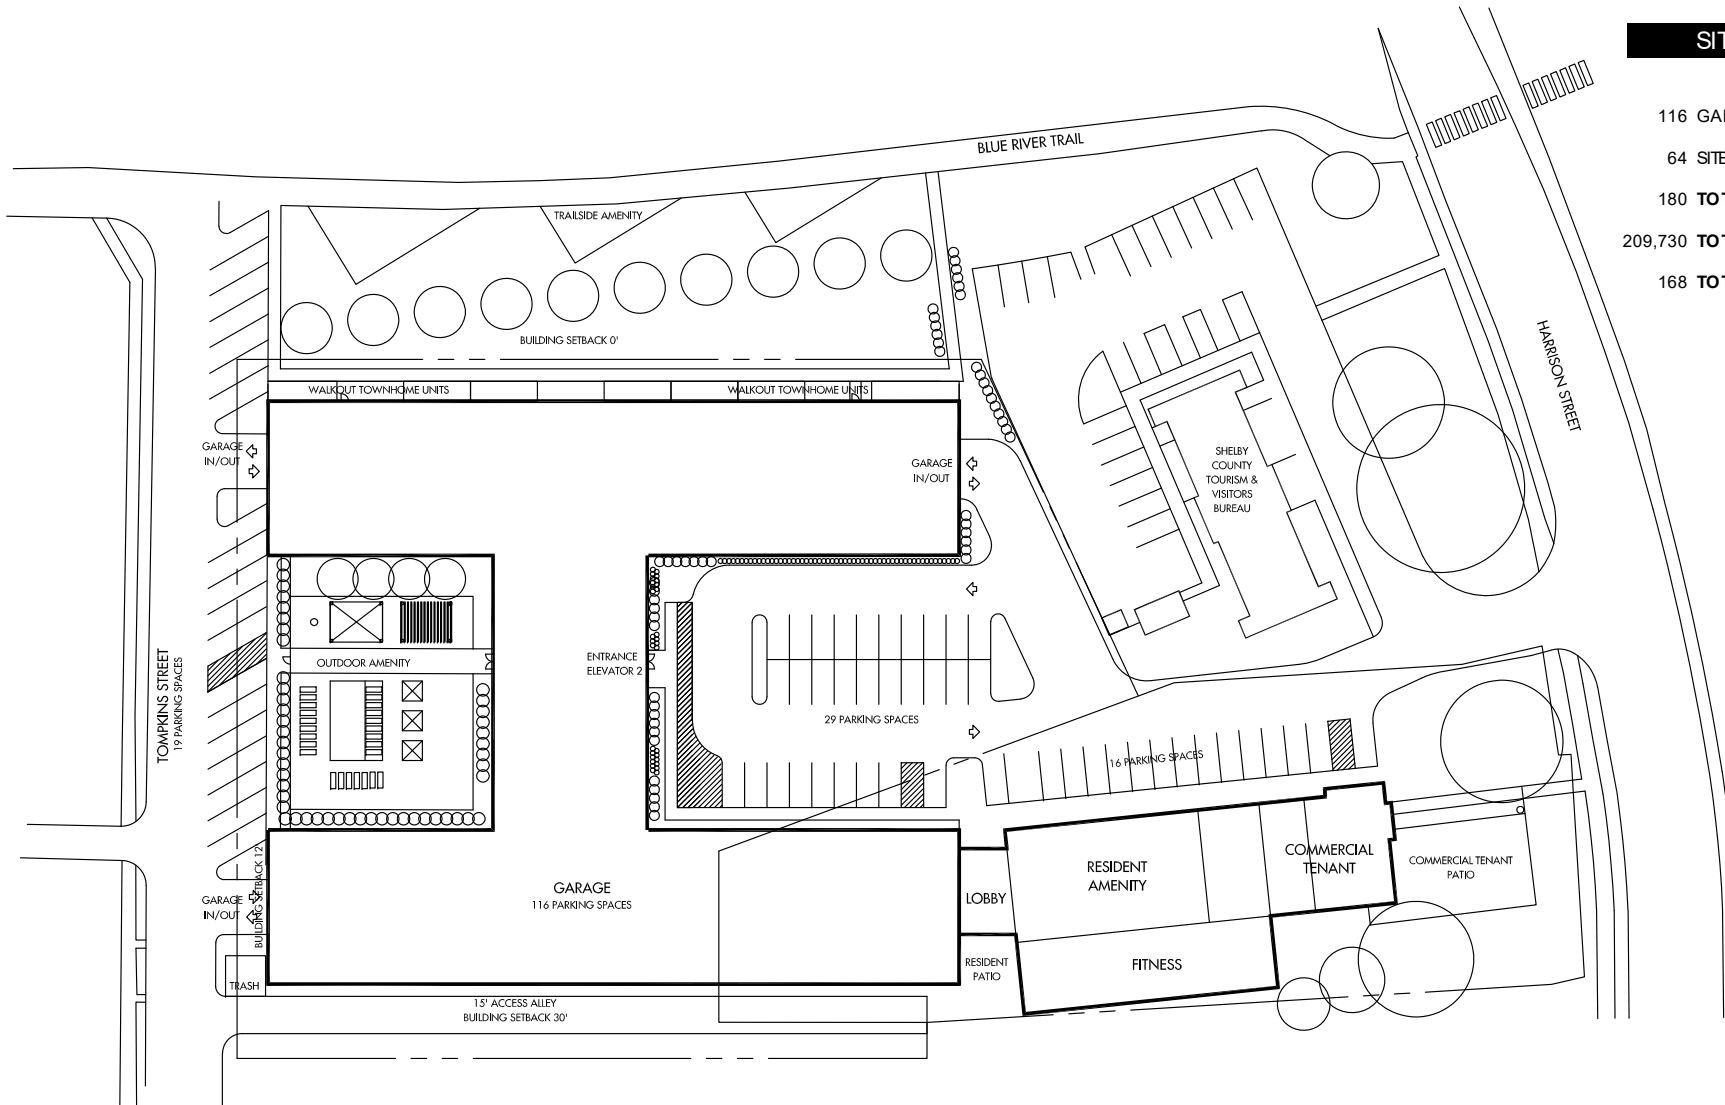 SIT
116 GA
64 SITE
180 TOT
209,730 TOT
168 TOT
BLUE RIVER TRAIL
TRAILSIDE AMENITY
BUILDING SETBACK 0'
HARRISON STREET
WALKOUT TOWNHOME UNITS
WALKOUT TOWNHOME UNITS
GARAGE
IN/OUT
GARAGE
IN/OUT
SHELBY
COUNTY
TOURISM &
VISITORS
BUREAU
TOMPKINS STREET
19 PARKING SPACES
OUTDOOR AMENITY
ENTRANCE
ELEVATOR 2
29 PARKING SPACES
16 PARKING SPACES
BUILDING SETBACK 12'
GARAGE
IN/OUT
GARAGE
116 PARKING SPACES
LOBBY
RESIDENT
AMENITY
COMMERCIAL
TENANT
COMMERCIAL TENANT
PATIO
RESIDENT
PATIO
FITNESS
TRASH
15' ACCESS ALLEY
BUILDING SETBACK 30'